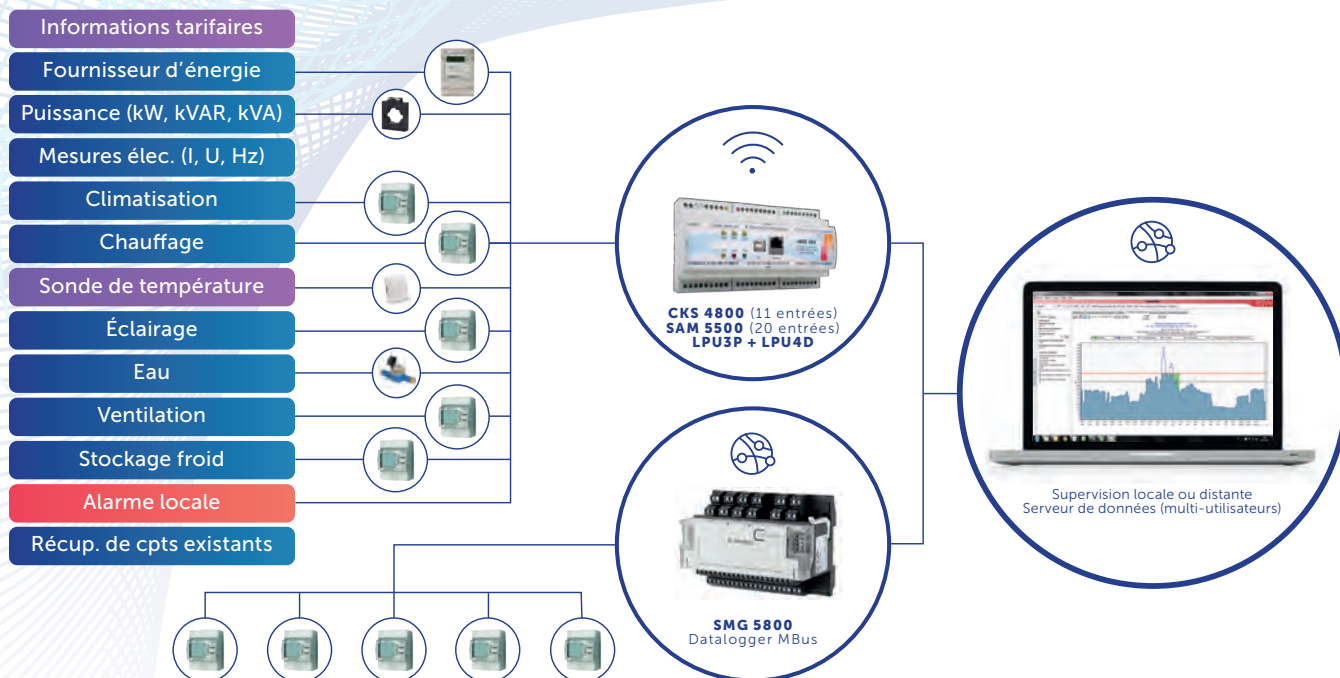 Informations tarifaires
Fournisseur d'énergie
Puissance (kW, kVAR, kVA)
Mesures élec. (I, U, Hz)
Climatisation
Chauffage
Sonde de température
Éclairage
Eau
Ventilation
Stockage froid
Alarme locale
Récup. de cpts existants
CKS 4800 (11 entrées)
SAM 5500 (20 entrées)
LPU3P + LPU4D
SMG 5800
Datalogger MBus
Supervision locale ou distante
Serveur de données (multi-utilisateurs)